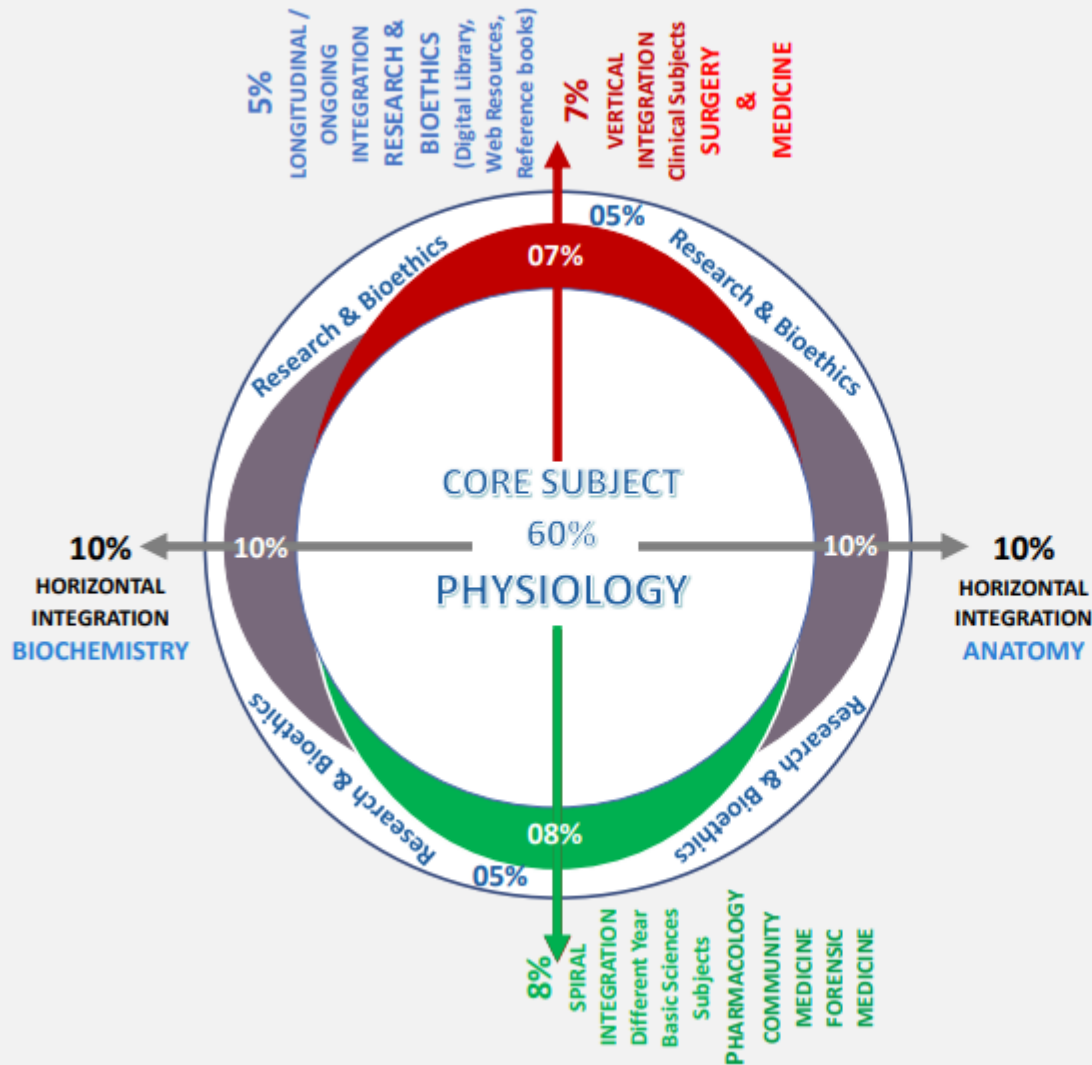 5%
LONGITUDINAL /
ONGOING
INTEGRATION
RESEARCH &
BIOETHICS
(Digital Library,
Web Resources,
Reference books)
7%
VERTICAL
INTEGRATION
Clinical Subjects
SURGERY
&
MEDICINE
05%
Research & Bioethics
Research & Bioethics
07%
CORE SUBJECT
60%
PHYSIOLOGY
10%
HORIZONTAL
INTEGRATION
BIOCHEMISTRY
10%
10%
10%
HORIZONTAL
INTEGRATION
ANATOMY
Research & Bioethics
Research & Bioethics
08%
05%
8%
SPIRAL
INTEGRATION
Different Year
Basic Sciences
Subjects
PHARMACOLOGY
COMMUNITY
MEDICINE
FORENSIC
MEDICINE